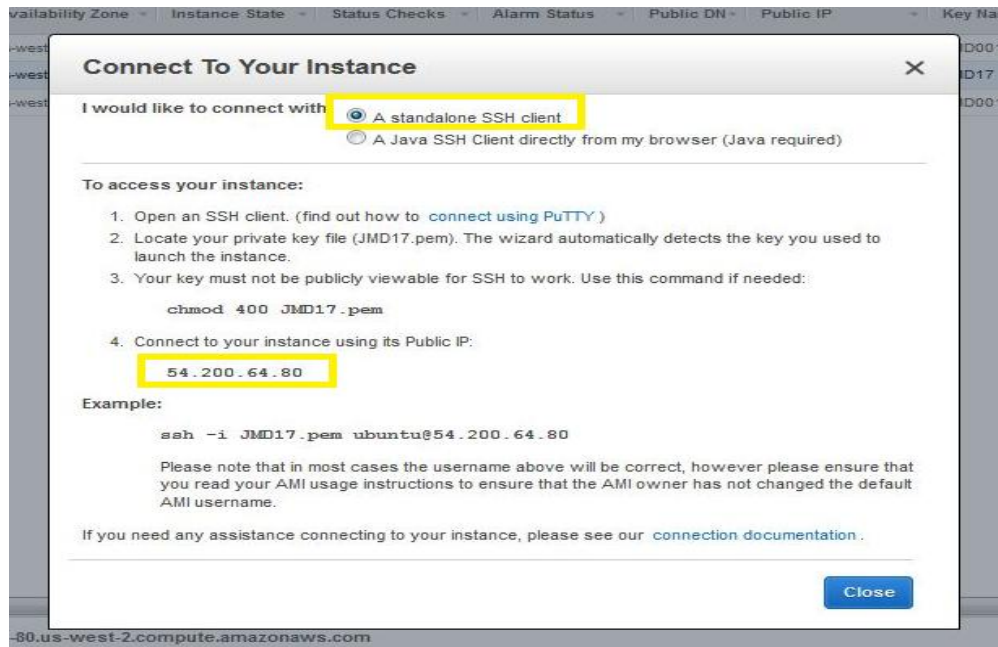 vailability Zone Instance State Status Checks Alarm Status Public DN Public IP Key Na
-west
-west
-west
JD17
Connect To Your Instance
I would like to connect with
A standalone SSH client
A Java SSH Client directly from my browser (Java required)
To access your instance:
1. Open an SSH client. (find out how to connect using PuTTY )
2. Locate your private key file (JMD17.pem). The wizard automatically detects the key you used to
launch the instance.
3. Your key must not be publicly viewable for SSH to work. Use this command if needed:
chmod 400 JMD17.pem
4. Connect to your instance using its Public IP:
54.200.64.80
Example:
ssh -i JMD17.pem ubuntu@54.200.64.80
Please note that in most cases the username above will be correct, however please ensure that
you read your AMI usage instructions to ensure that the AMI owner has not changed the default
AMI username.
If you need any assistance connecting to your instance, please see our connection documentation .
Close
-80.us-west-2.compute.amazonaws.com